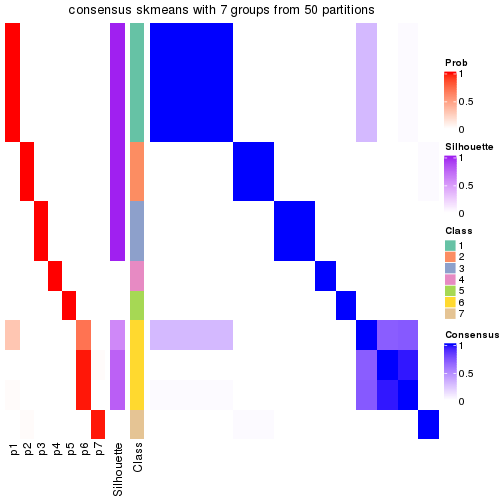 consensus skmeans with 7 groups from 50 partitions
Prob
1
0.5
0
Silhouette
1
0.5
0
Class
1
2
3
4
5
6
7
Consensus
1
0.5
0
p1
p2
p3
p4
p5
p6
p7
Silhouette
Class